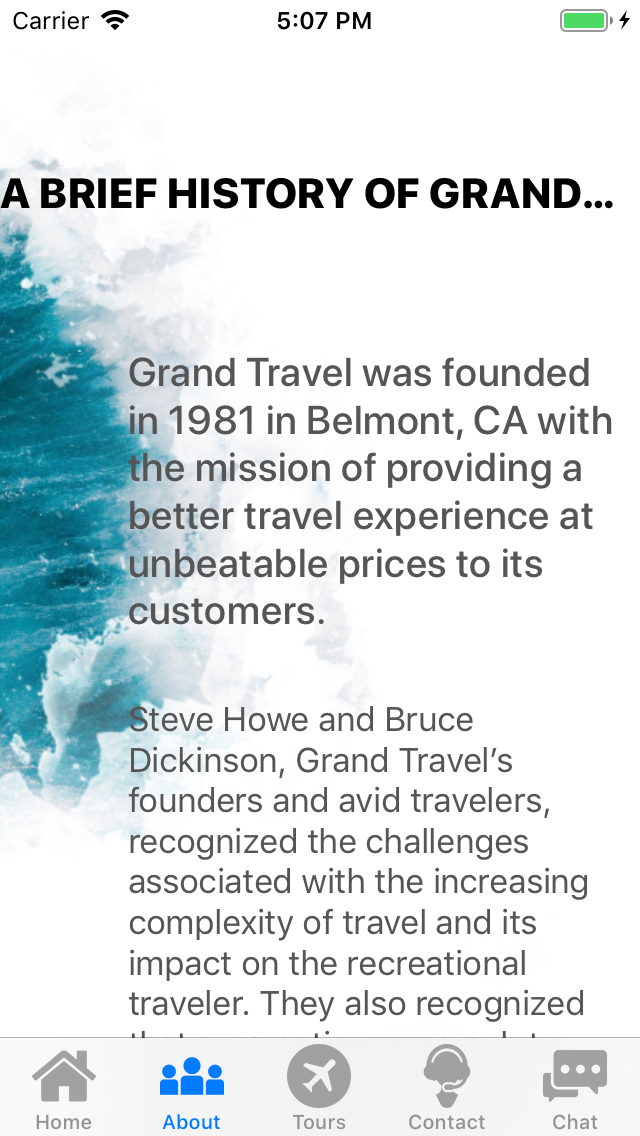 Carrier 5:07 PM
A BRIEF HISTORY OF GRAND...
Grand Travel was founded
in 1981 in Belmont, CA with
the mission of providing a
better travel experience at
unbeatable prices to its
customers.
Steve Howe and Bruce
Dickinson, Grand Travel’s
founders and avid travelers,
recognized the challenges
associated with the increasing
complexity of travel and its
impact on the recreational
traveler. They also recognized
Home About Tours Contact Chat